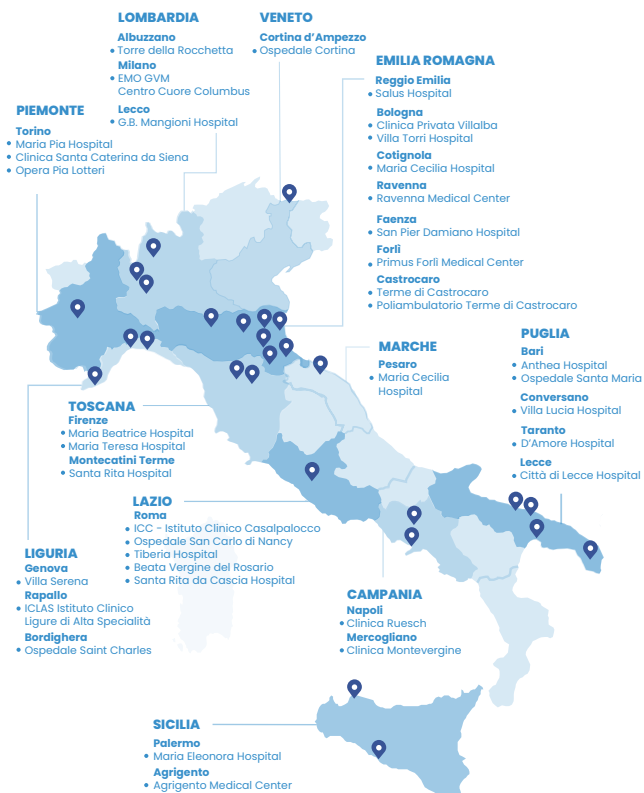 LOMBARDIA
Albuzzano
• Torre della Rocchetta
Milano
• EMO GVM
Centro Cuore Columbus
Lecco
• G.B. Mangioni Hospital
VENETO
Cortina d'Ampezzo
• Ospedale Cortina
EMILIA ROMAGNA
Reggio Emilia
• Salus Hospital
Bologna
• Clinica Privata Villalba
• Villa Torri Hospital
Cotignola
• Maria Cecilia Hospital
Ravenna
• Ravenna Medical Center
Faenza
• San Pier Damiano Hospital
Forlì
• Primus Forlì Medical Center
Castrocaro
• Terme di Castrocaro
• Poliambulatorio Terme di Castrocaro
PIEMONTE
Torino
• Maria Pia Hospital
• Clinica Santa Caterina da Siena
• Opera Pia Lotteri
MARCHE
Pesaro
• Maria Cecilia
Hospital
PUGLIA
Bari
• Anthea Hospital
• Ospedale Santa Maria
Conversano
• Villa Lucia Hospital
Taranto
• D'Amore Hospital
Lecce
• Città di Lecce Hospital
TOSCANA
Firenze
• Maria Beatrice Hospital
• Maria Teresa Hospital
Montecatini Terme
• Santa Rita Hospital
LAZIO
Roma
• ICC - Istituto Clinico Casalpalocco
• Ospedale San Carlo di Nancy
• Tiberia Hospital
• Beata Vergine del Rosario
• Santa Rita da Cascia Hospital
LIGURIA
Genova
• Villa Serena
Rapallo
• ICLAS Istituto Clinico
Ligure di Alta Specialità
Bordighera
• Ospedale Saint Charles
CAMPANIA
Napoli
• Clinica Ruesch
Mercogliano
• Clinica Montevergine
SICILIA
Palermo
• Maria Eleonora Hospital
Agrigento
• Agrigento Medical Center